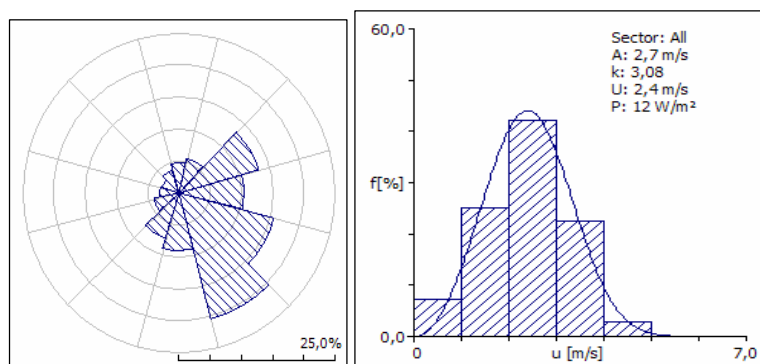 25,0%
60,0
Sector: All
A: 2,7 m/s
k: 3,08
U: 2,4 m/s
P: 12 W/m²
f[%]
0,0
0
u [m/s]
7,0